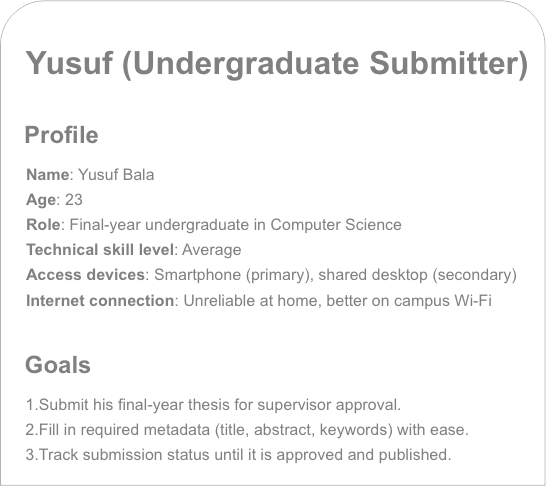 Yusuf (Undergraduate Submitter)
Profile
Name: Yusuf Bala
Age: 23
Role: Final-year undergraduate in Computer Science
Technical skill level: Average
Access devices: Smartphone (primary), shared desktop (secondary)
Internet connection: Unreliable at home, better on campus Wi-Fi
Goals
1.Submit his final-year thesis for supervisor approval.
2.Fill in required metadata (title, abstract, keywords) with ease.
3.Track submission status until it is approved and published.